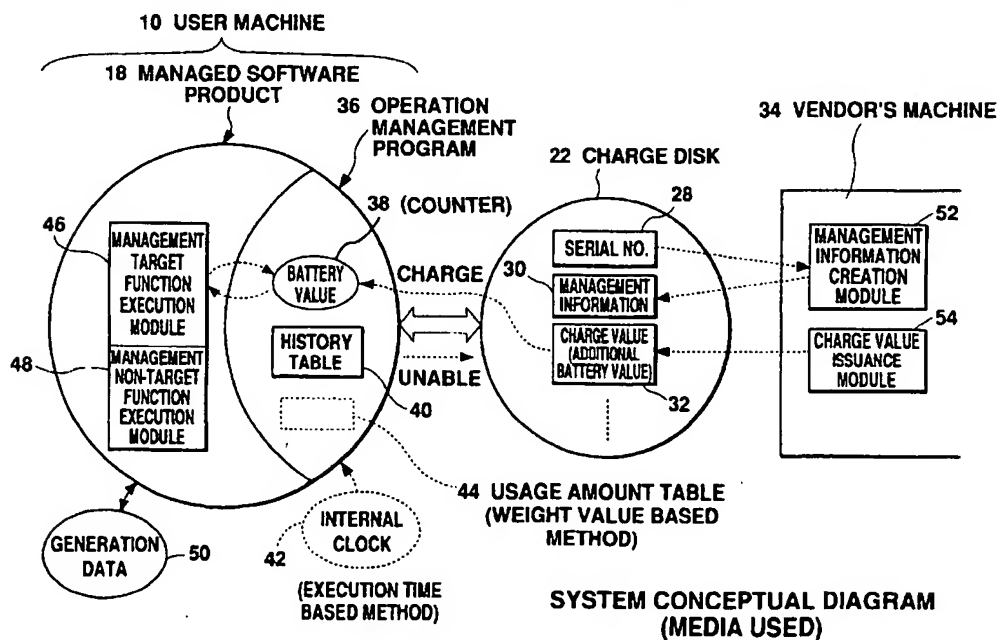 10 USER MACHINE
18 MANAGED SOFTWARE
PRODUCT
36 OPERATION
MANAGEMENT
PROGRAM
34 VENDOR'S MACHINE
22 CHARGE DISK
38 (COUNTER)
46
MANAGEMENT
TARGET
FUNCTION
EXECUTION
MODULE
48
MANAGEMENT
NON-TARGET
FUNCTION
EXECUTION
MODULE
BATTERY
VALUE
HISTORY
TABLE
40
CHARGE
UNABLE
28
SERIAL NO.
30
MANAGEMENT
INFORMATION
CHARGE VALUE
(ADDITIONAL
BATTERY VALUE)
32
52
MANAGEMENT
INFORMATION
CREATION
MODULE
54
CHARGE VALUE
ISSUANCE
MODULE
44 USAGE AMOUNT TABLE
(WEIGHT VALUE BASED
METHOD)
GENERATION
DATA
50
42
INTERNAL
CLOCK
(EXECUTION TIME
BASED METHOD)
SYSTEM CONCEPTUAL DIAGRAM
(MEDIA USED)